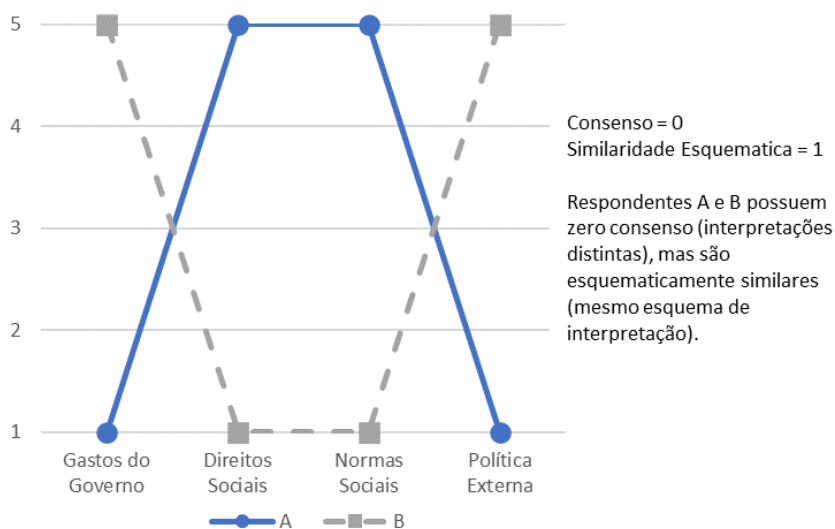 5
4
3
2
1
Gastos do
Governo
Direitos
Sociais
Normas
Sociais
Política
Externa
A
B
Consenso = 0
Similaridade Esquematica = 1
Respondentes A e B possuem
zero consenso (interpretações
distintas), mas são
esquematicamente similares
(mesmo esquema de
interpretação).